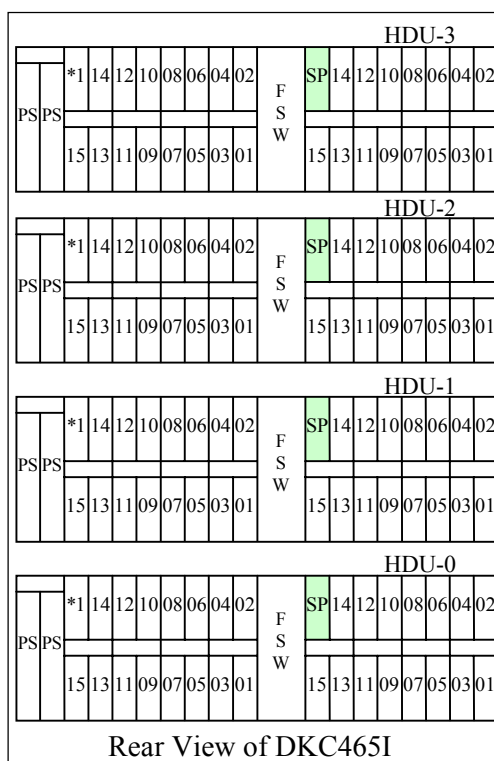 HDU-3
*1 14 12 10 08 06 04 02 SP 14 12 10 08 06 04 02
PS PS FSW
15 13 11 09 07 05 03 01 15 13 11 09 07 05 03 01
HDU-2
*1 14 12 10 08 06 04 02 SP 14 12 10 08 06 04 02
PS PS FSW
15 13 11 09 07 05 03 01 15 13 11 09 07 05 03 01
HDU-1
*1 14 12 10 08 06 04 02 SP 14 12 10 08 06 04 02
PS PS FSW
15 13 11 09 07 05 03 01 15 13 11 09 07 05 03 01
HDU-0
*1 14 12 10 08 06 04 02 SP 14 12 10 08 06 04 02
PS PS FSW
15 13 11 09 07 05 03 01 15 13 11 09 07 05 03 01
Rear View of DKC465I